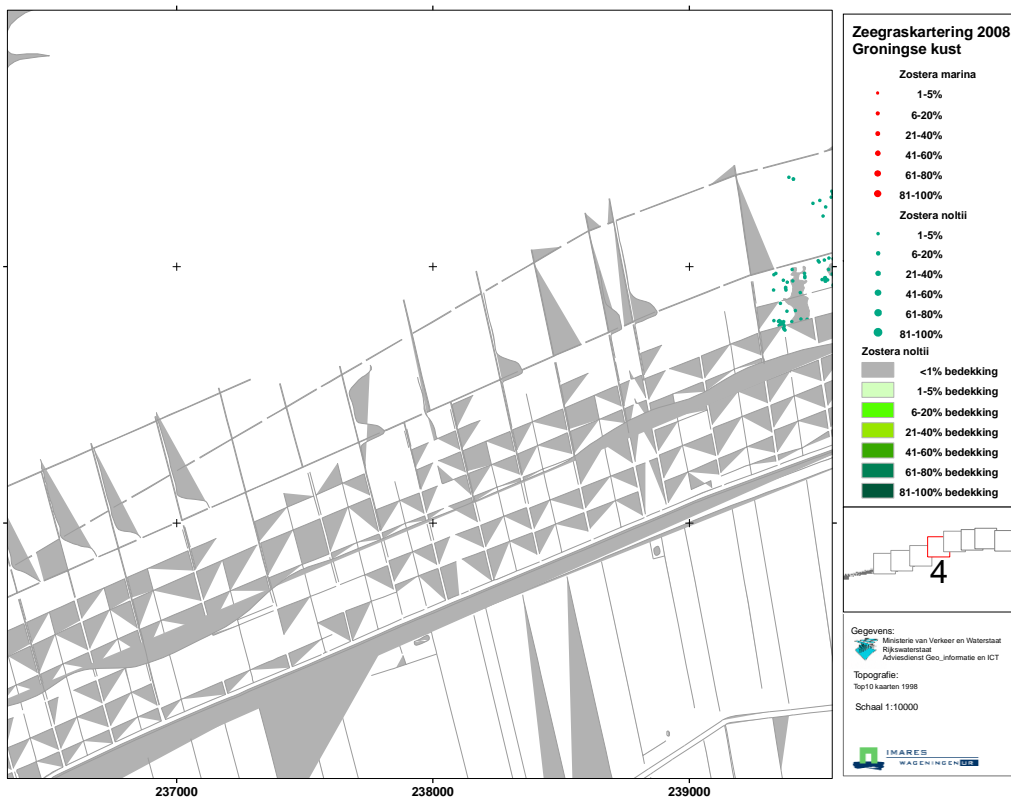 Zeegraskartering 2008
Groningse kust
Zostera marina
1-5%
6-20%
21-40%
41-60%
61-80%
81-100%
Zostera noltii
1-5%
6-20%
21-40%
41-60%
61-80%
81-100%
Zostera noltii
<1% bedekking
1-5% bedekking
6-20% bedekking
21-40% bedekking
41-60% bedekking
61-80% bedekking
81-100% bedekking
4
Gegevens:
Ministerie van Verkeer en Waterstaat
Rijkswaterstaat
Adviesdienst Geo_informatie en ICT
Topografie:
Top10 kaarten 1998
Schaal 1:10000
IMARES
WAGENINGEN UR
237000
238000
239000